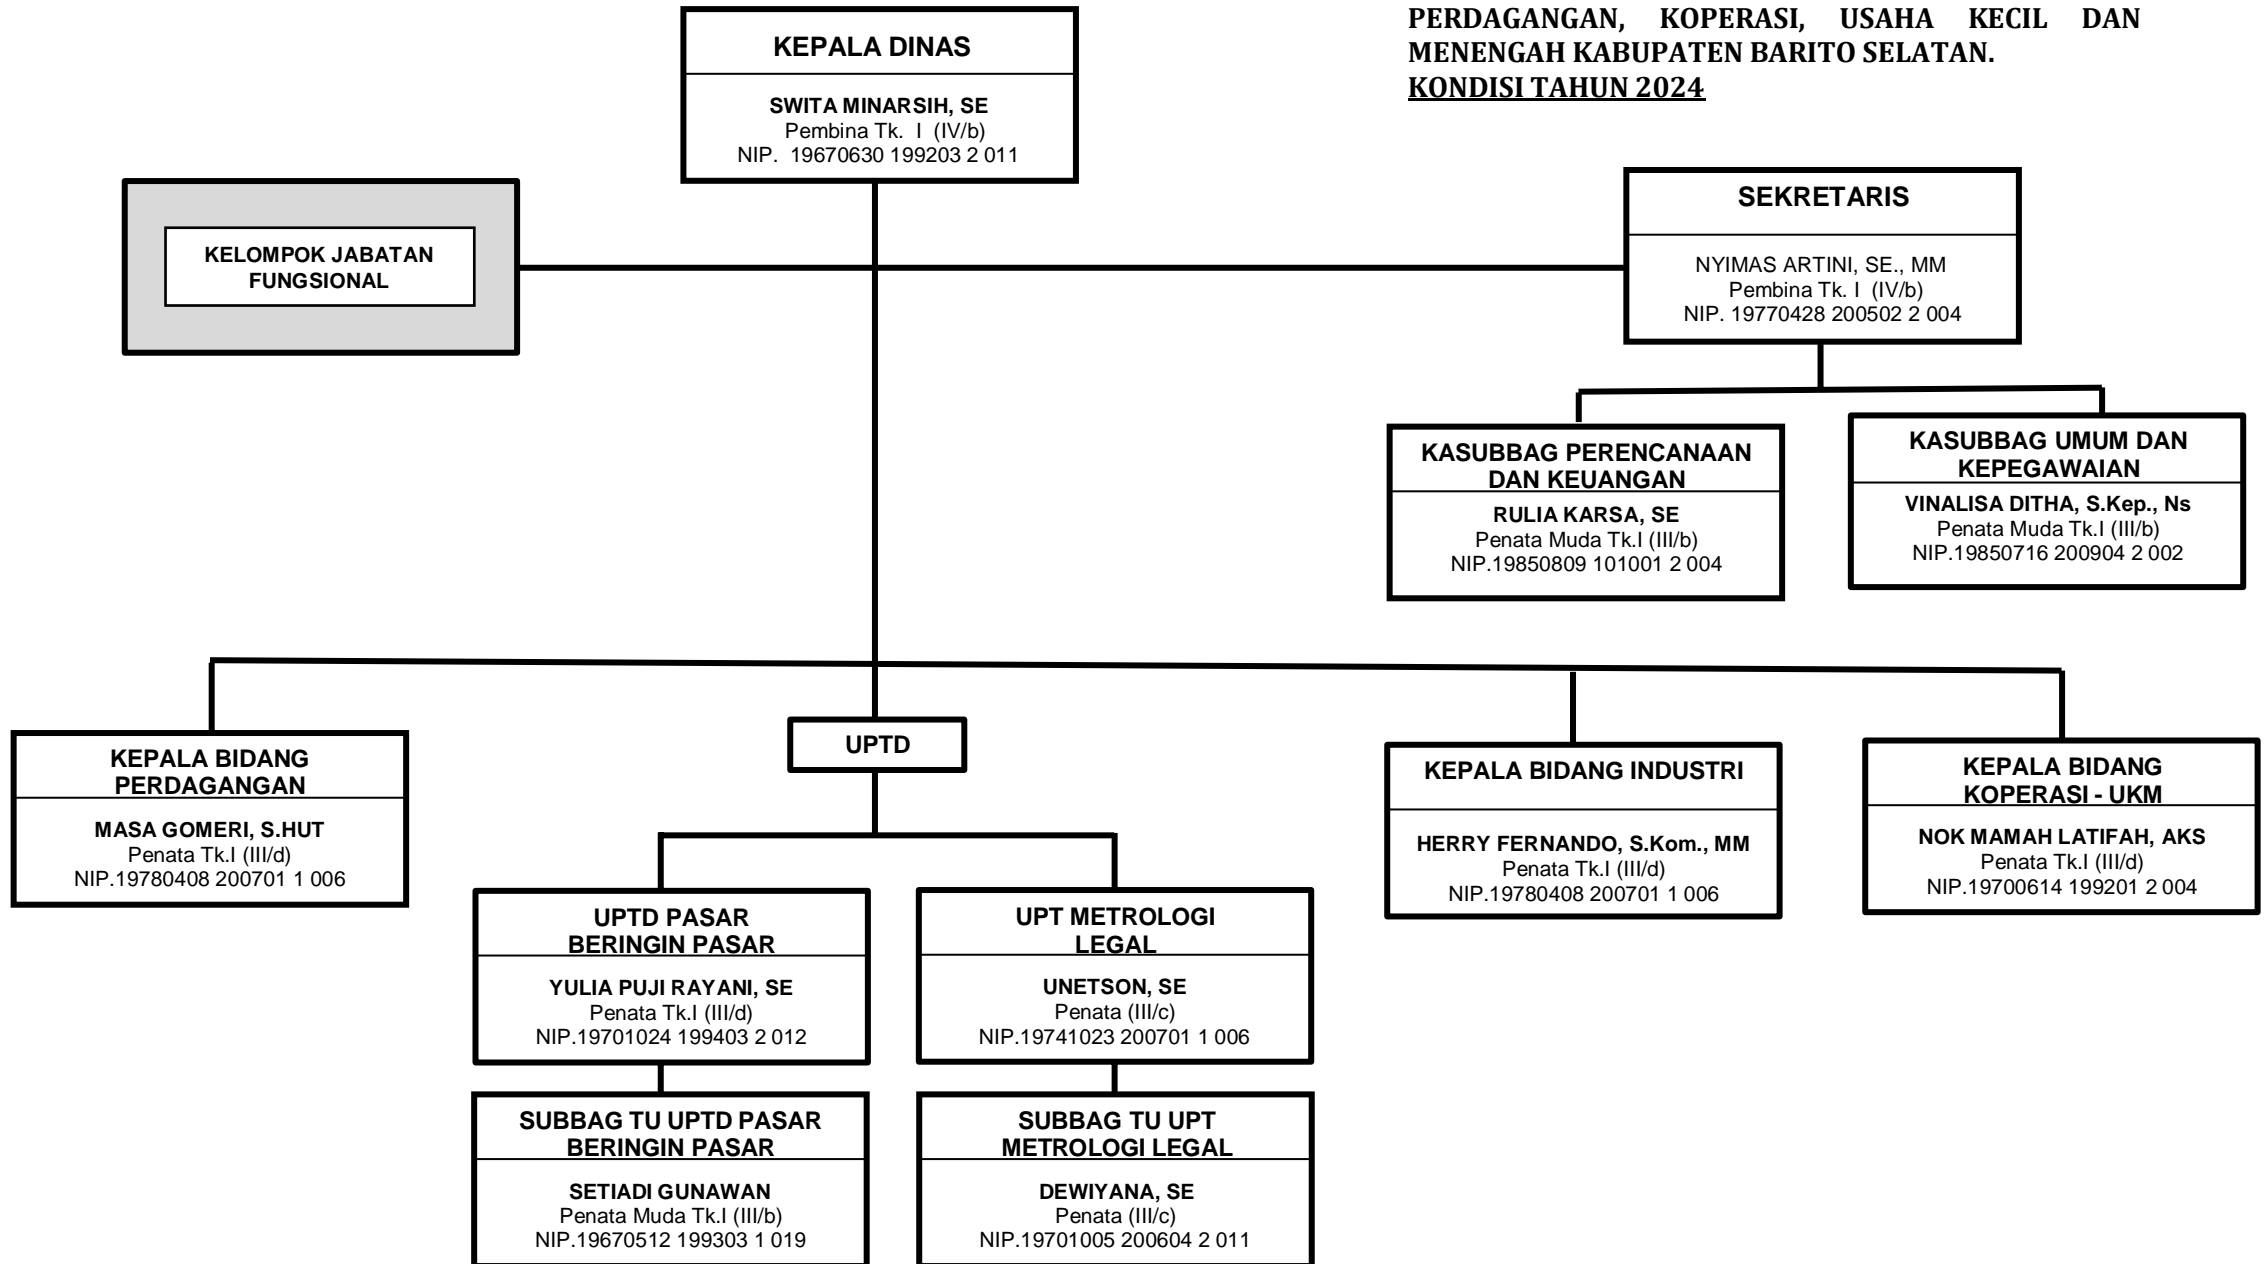 PERDAGANGAN, KOPERASI, USAHA KECIL DAN
MENENGAH KABUPATEN BARITO SELATAN.
KONDISI TAHUN 2024
KEPALA DINAS
SWITA MINARSIH, SE
Pembina Tk. I (IV/b)
NIP. 19670630 199203 2 011
KELOMPOK JABATAN
FUNGSIONAL
SEKRETARIS
NYIMAS ARTINI, SE., MM
Pembina Tk. I (IV/b)
NIP. 19770428 200502 2 004
KASUBBAG PERENCANAAN
DAN KEUANGAN
RULIA KARSA, SE
Penata Muda Tk.I (III/b)
NIP.19850809 101001 2 004
KASUBBAG UMUM DAN
KEPEGAWAIAN
VINALISA DITHA, S.Kep., Ns
Penata Muda Tk.I (III/b)
NIP.19850716 200904 2 002
KEPALA BIDANG
PERDAGANGAN
MASA GOMERI, S.HUT
Penata Tk.I (III/d)
NIP.19780408 200701 1 006
UPTD
KEPALA BIDANG INDUSTRI
HERRY FERNANDO, S.Kom., MM
Penata Tk.I (III/d)
NIP.19780408 200701 1 006
KEPALA BIDANG
KOPERASI - UKM
NOK MAMAH LATIFAH, AKS
Penata Tk.I (III/d)
NIP.19700614 199201 2 004
UPTD PASAR
BERINGIN PASAR
YULIA PUJI RAYANI, SE
Penata Tk.I (III/d)
NIP.19701024 199403 2 012
UPT METROLOGI
LEGAL
UNETSON, SE
Penata (III/c)
NIP.19741023 200701 1 006
SUBBAG TU UPTD PASAR
BERINGIN PASAR
SETIADI GUNAWAN
Penata Muda Tk.I (III/b)
NIP.19670512 199303 1 019
SUBBAG TU UPT
METROLOGI LEGAL
DEWIYANA, SE
Penata (III/c)
NIP.19701005 200604 2 011